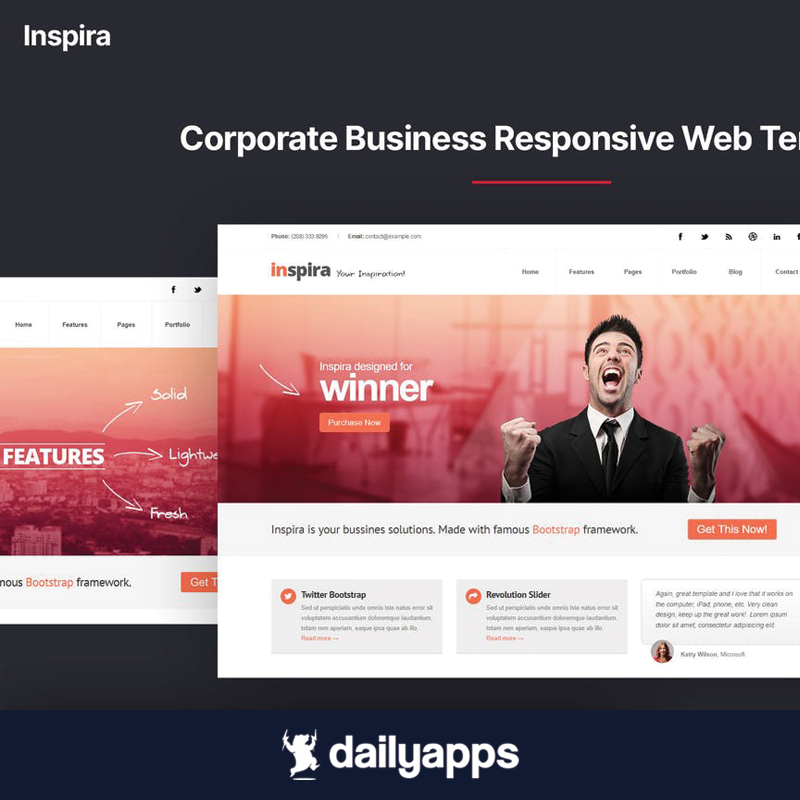 Inspira
Corporate Business Responsive Web Te
Phone: (208) 333 9296 | Email: contact@example.com
inspira Your Inspiration!
Home Features Pages Portfolio Blog Contact
Inspira designed for
winner
Purchase Now
Inspira is your bussines solutions. Made with famous Bootstrap framework.
Get This Now!
Twitter Bootstrap
Sed ut perspiciatis unde omnis iste natus error sit
voluptatem accusantium doloremque laudantium,
totam rem aperiam, eaque ipsa quae ab illo.
Read more →
Revolution Slider
Sed ut perspiciatis unde omnis iste natus error sit
voluptatem accusantium doloremque laudantium,
totam rem aperiam, eaque ipsa quae ab illo.
Read more →
Again, great template and I love that it works on
the computer, iPad, phone, etc. Very clean
design, keep up the great work!. Lorem ipsum
dolor sit amet, consectetur adipisicing elit
Katty Wilson, Microsoft
Home Features Pages Portfolio
FEATURES
Solid
Lightwe
Fresh
mous Bootstrap framework.
Get T
dailyapps